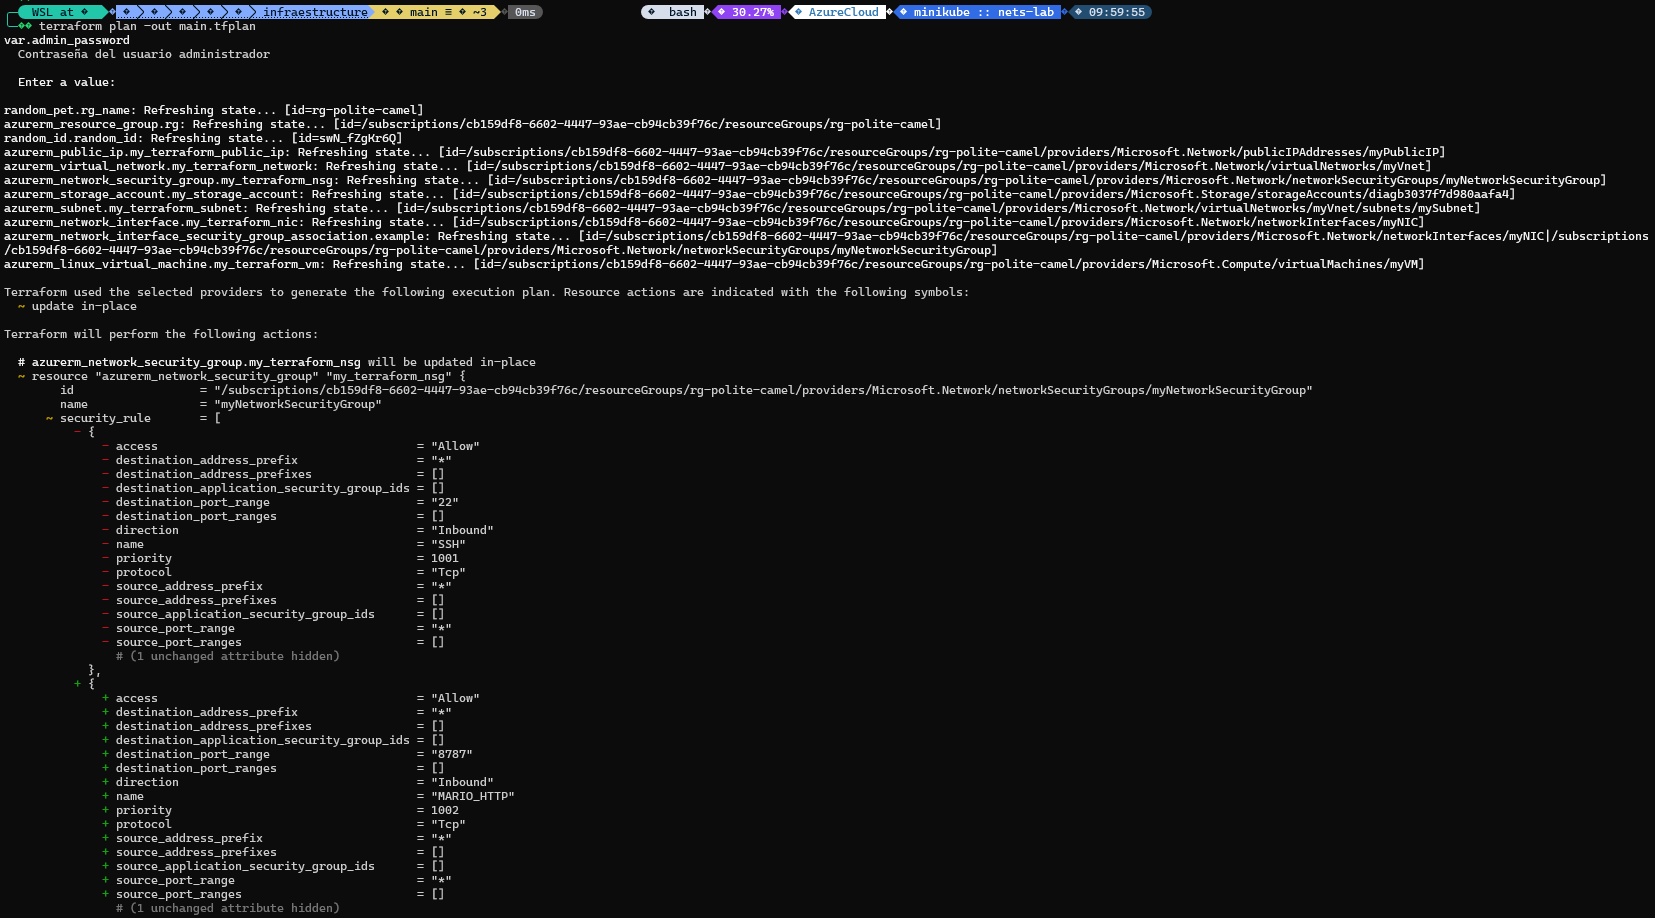 WSL at infraestructure main ≡ ~3 0ms bash 30.27% AzureCloud minikube :: nets-lab 09:59:55
terraform plan -out main.tfplan
var.admin_password
  Contraseña del usuario administrador
  Enter a value:
random_pet.rg_name: Refreshing state... [id=rg-polite-camel]
azurerm_resource_group.rg: Refreshing state... [id=/subscriptions/cb159df8-6602-4447-93ae-cb94cb39f76c/resourceGroups/rg-polite-camel]
random_id.random_id: Refreshing state... [id=swN_fZgKr6Q]
azurerm_public_ip.my_terraform_public_ip: Refreshing state... [id=/subscriptions/cb159df8-6602-4447-93ae-cb94cb39f76c/resourceGroups/rg-polite-camel/providers/Microsoft.Network/publicIPAddresses/myPublicIP]
azurerm_virtual_network.my_terraform_network: Refreshing state... [id=/subscriptions/cb159df8-6602-4447-93ae-cb94cb39f76c/resourceGroups/rg-polite-camel/providers/Microsoft.Network/virtualNetworks/myVnet]
azurerm_network_security_group.my_terraform_nsg: Refreshing state... [id=/subscriptions/cb159df8-6602-4447-93ae-cb94cb39f76c/resourceGroups/rg-polite-camel/providers/Microsoft.Network/networkSecurityGroups/myNetworkSecurityGroup]
azurerm_storage_account.my_storage_account: Refreshing state... [id=/subscriptions/cb159df8-6602-4447-93ae-cb94cb39f76c/resourceGroups/rg-polite-camel/providers/Microsoft.Storage/storageAccounts/diagb3037f7d980aafa4]
azurerm_subnet.my_terraform_subnet: Refreshing state... [id=/subscriptions/cb159df8-6602-4447-93ae-cb94cb39f76c/resourceGroups/rg-polite-camel/providers/Microsoft.Network/virtualNetworks/myVnet/subnets/mySubnet]
azurerm_network_interface.my_terraform_nic: Refreshing state... [id=/subscriptions/cb159df8-6602-4447-93ae-cb94cb39f76c/resourceGroups/rg-polite-camel/providers/Microsoft.Network/networkInterfaces/myNIC]
azurerm_network_interface_security_group_association.example: Refreshing state... [id=/subscriptions/cb159df8-6602-4447-93ae-cb94cb39f76c/resourceGroups/rg-polite-camel/providers/Microsoft.Network/networkInterfaces/myNIC|/subscriptions
/cb159df8-6602-4447-93ae-cb94cb39f76c/resourceGroups/rg-polite-camel/providers/Microsoft.Network/networkSecurityGroups/myNetworkSecurityGroup]
azurerm_linux_virtual_machine.my_terraform_vm: Refreshing state... [id=/subscriptions/cb159df8-6602-4447-93ae-cb94cb39f76c/resourceGroups/rg-polite-camel/providers/Microsoft.Compute/virtualMachines/myVM]
Terraform used the selected providers to generate the following execution plan. Resource actions are indicated with the following symbols:
  ~ update in-place
Terraform will perform the following actions:
  # azurerm_network_security_group.my_terraform_nsg will be updated in-place
  ~ resource "azurerm_network_security_group" "my_terraform_nsg" {
        id                  = "/subscriptions/cb159df8-6602-4447-93ae-cb94cb39f76c/resourceGroups/rg-polite-camel/providers/Microsoft.Network/networkSecurityGroups/myNetworkSecurityGroup"
        name                = "myNetworkSecurityGroup"
      ~ security_rule       = [
          - {
              - access                                     = "Allow"
              - destination_address_prefix                 = "*"
              - destination_address_prefixes               = []
              - destination_application_security_group_ids = []
              - destination_port_range                     = "22"
              - destination_port_ranges                    = []
              - direction                                  = "Inbound"
              - name                                       = "SSH"
              - priority                                   = 1001
              - protocol                                   = "Tcp"
              - source_address_prefix                      = "*"
              - source_address_prefixes                    = []
              - source_application_security_group_ids      = []
              - source_port_range                          = "*"
              - source_port_ranges                         = []
                # (1 unchanged attribute hidden)
            },
          + {
              + access                                     = "Allow"
              + destination_address_prefix                 = "*"
              + destination_address_prefixes               = []
              + destination_application_security_group_ids = []
              + destination_port_range                     = "8787"
              + destination_port_ranges                    = []
              + direction                                  = "Inbound"
              + name                                       = "MARIO_HTTP"
              + priority                                   = 1002
              + protocol                                   = "Tcp"
              + source_address_prefix                      = "*"
              + source_address_prefixes                    = []
              + source_application_security_group_ids      = []
              + source_port_range                          = "*"
              + source_port_ranges                         = []
                # (1 unchanged attribute hidden)